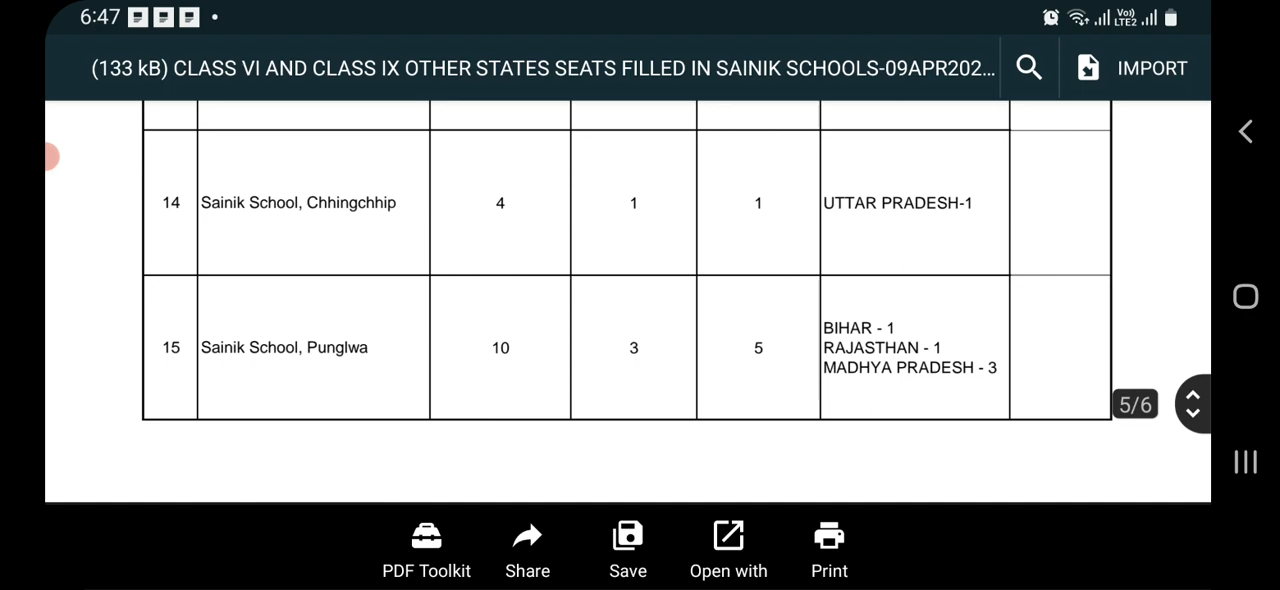 6:47
Vo))
LTE2
(133 kB) CLASS VI AND CLASS IX OTHER STATES SEATS FILLED IN SAINIK SCHOOLS-09APR202...
IMPORT
14 Sainik School, Chhingchhip 4 1 1 UTTAR PRADESH-1
15 Sainik School, Punglwa 10 3 5 BIHAR - 1
RAJASTHAN - 1
MADHYA PRADESH - 3
5/6
PDF Toolkit Share Save Open with Print